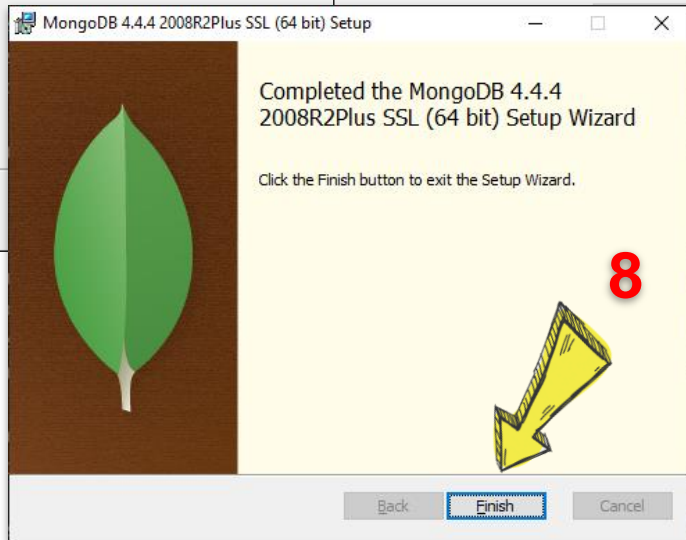 MongoDB 4.4.4 2008R2Plus SSL (64 bit) Setup
Completed the MongoDB 4.4.4
2008R2Plus SSL (64 bit) Setup Wizard
Click the Finish button to exit the Setup Wizard.
8
Back Finish Cancel